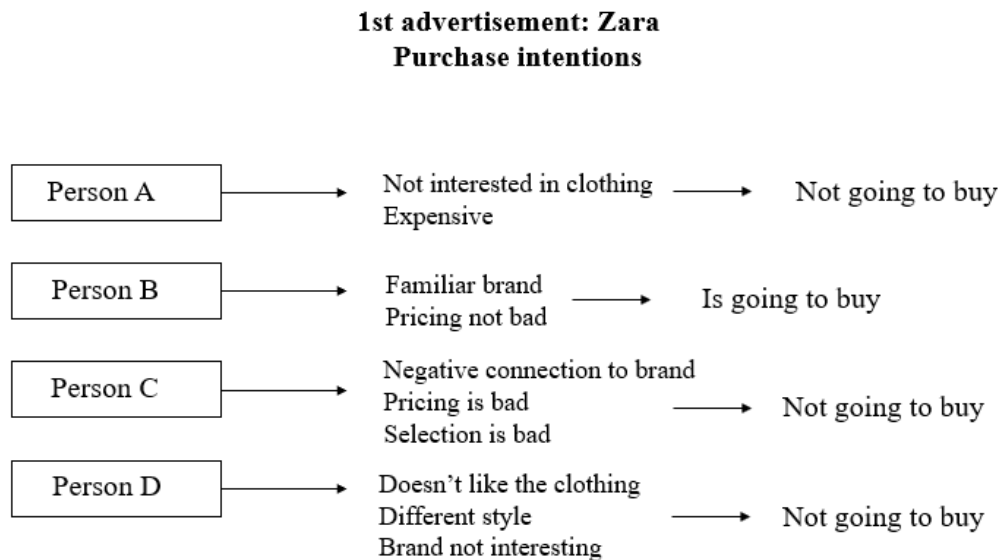 1st advertisement: Zara
Purchase intentions
Person A
Not interested in clothing
Expensive
Not going to buy
Person B
Familiar brand
Pricing not bad
Is going to buy
Person C
Negative connection to brand
Pricing is bad
Selection is bad
Not going to buy
Person D
Doesn’t like the clothing
Different style
Brand not interesting
Not going to buy